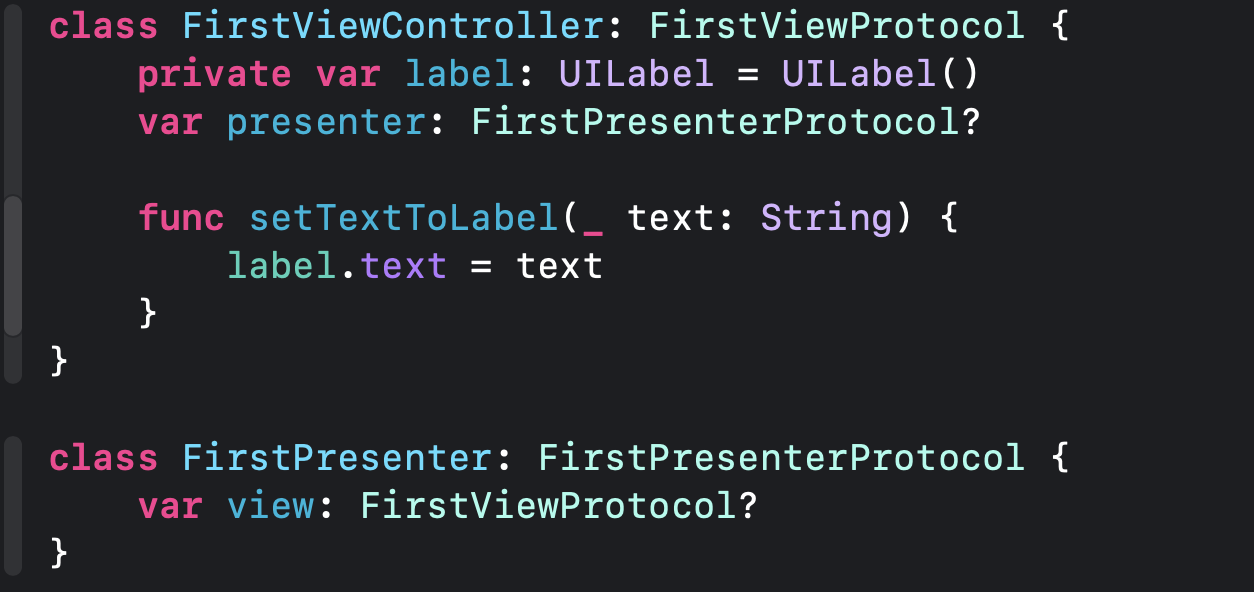 class FirstViewController: FirstViewProtocol {
    private var label: UILabel = UILabel()
    var presenter: FirstPresenterProtocol?

    func setTextToLabel(_ text: String) {
        label.text = text
    }
}

class FirstPresenter: FirstPresenterProtocol {
    var view: FirstViewProtocol?
}